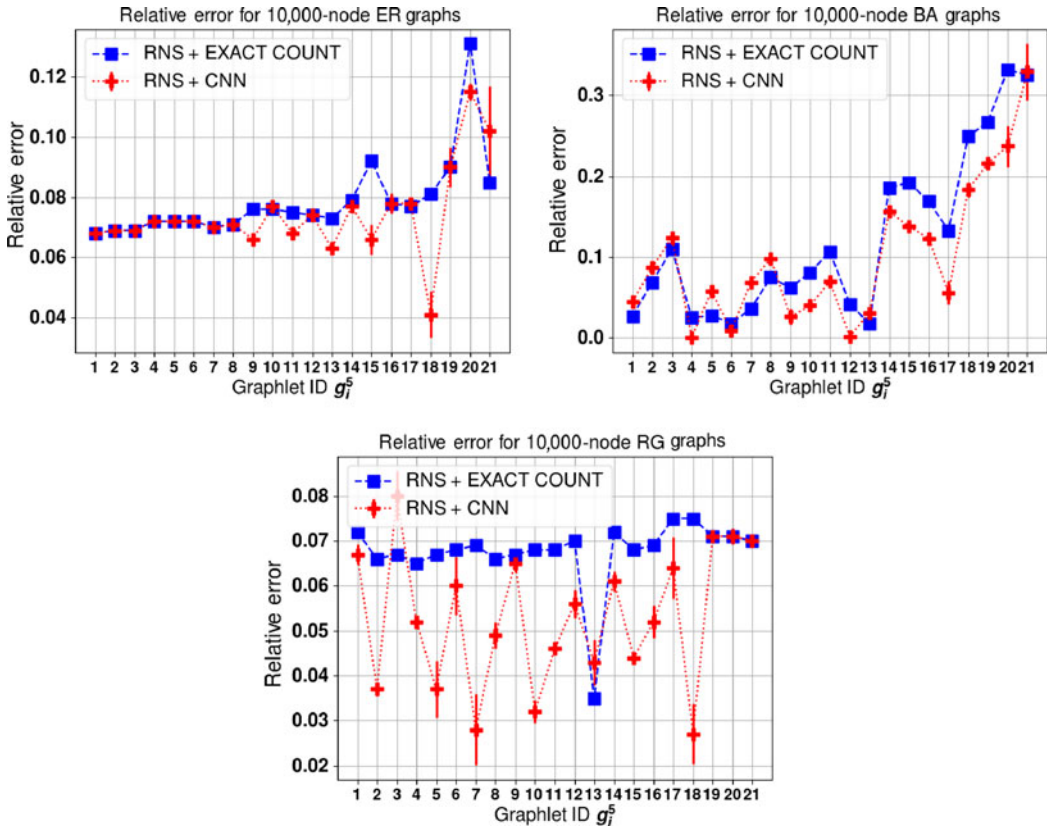 Relative error for 10,000-node ER graphs
RNS + EXACT COUNT
RNS + CNN
0.12
0.10
0.08
0.06
0.04
Relative error
1 2 3 4 5 6 7 8 9 10 11 12 13 14 15 16 17 18 19 20 21
Graphlet ID g_i^5
Relative error for 10,000-node BA graphs
RNS + EXACT COUNT
RNS + CNN
0.3
0.2
0.1
0.0
Relative error
1 2 3 4 5 6 7 8 9 10 11 12 13 14 15 16 17 18 19 20 21
Graphlet ID g_i^5
Relative error for 10,000-node RG graphs
RNS + EXACT COUNT
RNS + CNN
0.08
0.07
0.06
0.05
0.04
0.03
0.02
Relative error
1 2 3 4 5 6 7 8 9 10 11 12 13 14 15 16 17 18 19 20 21
Graphlet ID g_i^5